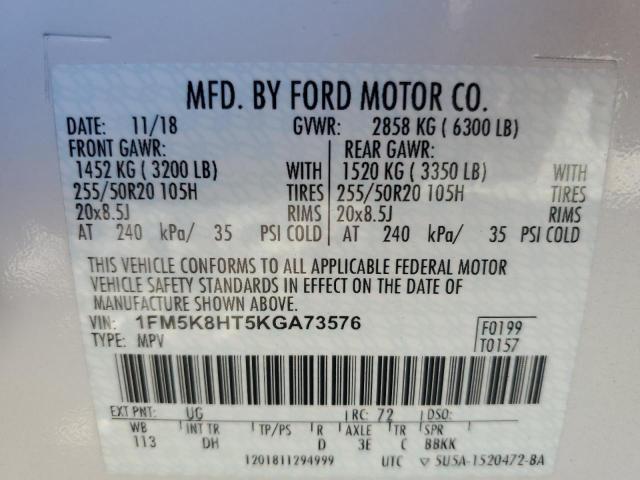 MFD. BY FORD MOTOR CO.
DATE: 11/18 GVWR: 2858 KG ( 6300 LB)
FRONT GAWR: REAR GAWR:
1452 KG ( 3200 LB) WITH 1520 KG ( 3350 LB) WITH
255/50R20 105H TIRES 255/50R20 105H TIRES
20x8.5J RIMS 20x8.5J RIMS
AT 240 kPa/ 35 PSI COLD AT 240 kPa/ 35 PSI COLD
THIS VEHICLE CONFORMS TO ALL APPLICABLE FEDERAL MOTOR
VEHICLE SAFETY STANDARDS IN EFFECT ON THE DATE OF
MANUFACTURE SHOWN ABOVE.
VIN: 1FM5K8HT5KGA73576 F0199
TYPE: MPV T0157
EXT PNT: UG RC: 72 DSO:
WB INT TR TP/PS R AXLE TR SPR
113 DH D 3E C BBKK
1201811294999 UTC ▽ 5U5A-1520472-BA